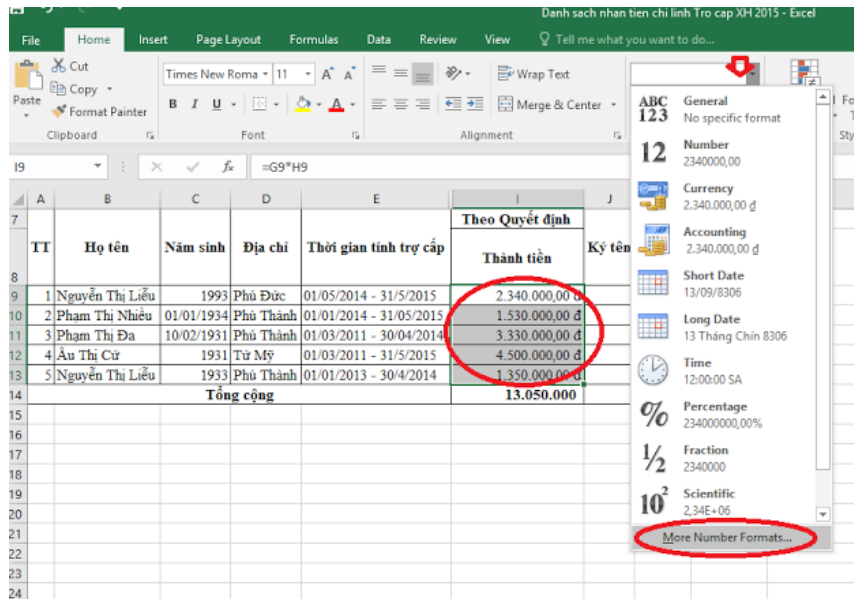 Danh sach nhan tien chi linh Tro cap XH 2015 - Excel
File Home Insert Page Layout Formulas Data Review View Tell me what you want to do...
Cut
Copy
Format Painter
Paste
Clipboard
Times New Roma 11
B I U
Font
Wrap Text
Merge & Center
Alignment
I9 fx =G9*H9
A B C D E I J
7 Theo Quyết định
8 TT Họ tên Năm sinh Địa chỉ Thời gian tính trợ cấp Thành tiền Ký tên
9 1 Nguyễn Thị Liễu 1993 Phú Đức 01/05/2014 - 31/5/2015 2.340.000,00 đ
10 2 Phạm Thị Nhiều 01/01/1934 Phú Thành 01/01/2014 - 31/05/2015 1.530.000,00 đ
11 3 Phạm Thị Đa 10/02/1931 Phú Thành 01/03/2011 - 30/04/2014 3.330.000,00 đ
12 4 Âu Thị Cứ 1931 Tứ Mỹ 01/03/2011 - 31/5/2015 4.500.000,00 đ
13 5 Nguyễn Thị Liễu 1933 Phú Thành 01/01/2013 - 30/4/2014 1.350.000,00 đ
14 Tổng cộng 13.050.000
15
16
17
18
19
20
21
22
23
24
ABC
123
General
No specific format
12
Number
2340000,00
Currency
2.340.000,00 ₫
Accounting
2.340.000,00 ₫
Short Date
13/09/8306
Long Date
13 Tháng Chín 8306
Time
12:00:00 SA
%
Percentage
234000000,00%
1/2
Fraction
2340000
10²
Scientific
2,34E+06
More Number Formats...